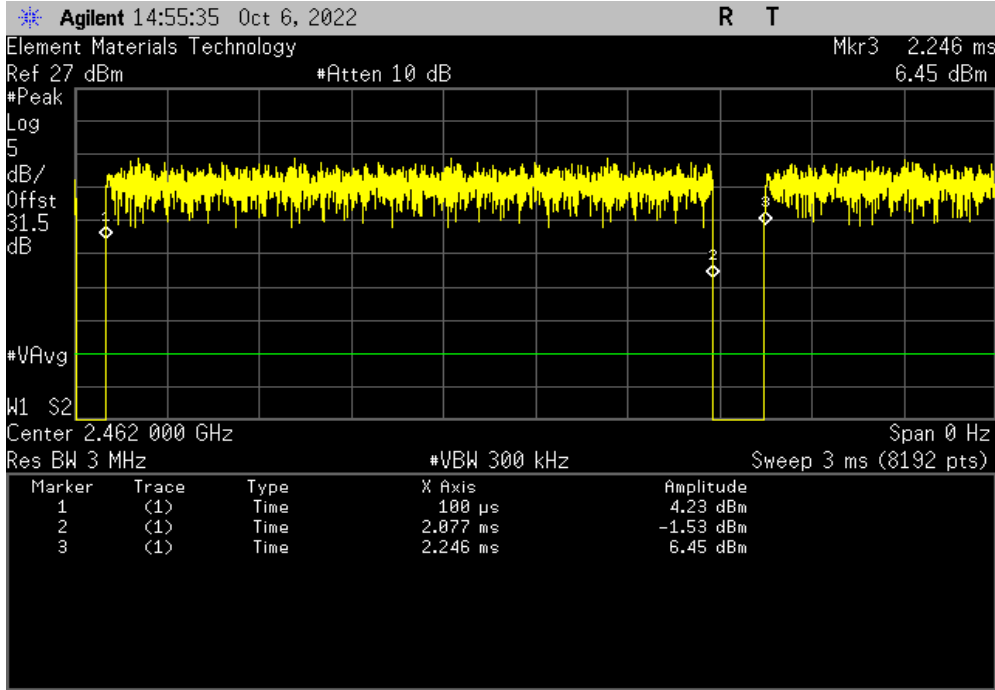 Agilent 14:55:35 Oct 6, 2022 R T
Element Materials Technology Mkr3 2.246 ms
Ref 27 dBm #Atten 10 dB 6.45 dBm
#Peak
Log
5
dB/
Offst
31.5
dB
1
2
3
#VAvg
W1 S2
Center 2.462 000 GHz Span 0 Hz
Res BW 3 MHz #VBW 300 kHz Sweep 3 ms (8192 pts)
Marker Trace Type X Axis Amplitude
1 (1) Time 100 µs 4.23 dBm
2 (1) Time 2.077 ms -1.53 dBm
3 (1) Time 2.246 ms 6.45 dBm